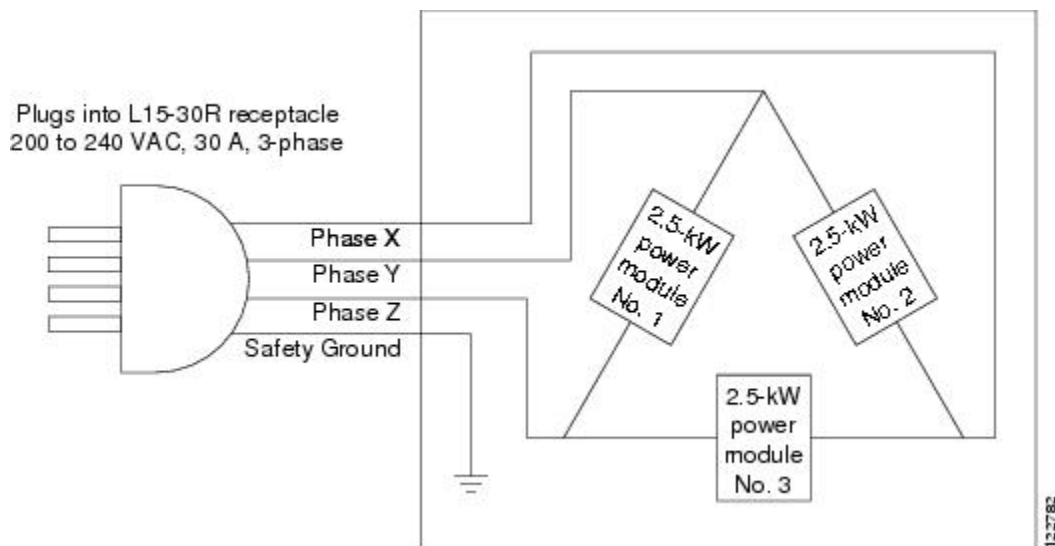 Plugs into L15-30R receptacle
200 to 240 VAC, 30 A, 3-phase
Phase X
Phase Y
Phase Z
Safety Ground
2.5-kW
power
module
No. 1
2.5-kW
power
module
No. 2
2.5-kW
power
module
No. 3
122782